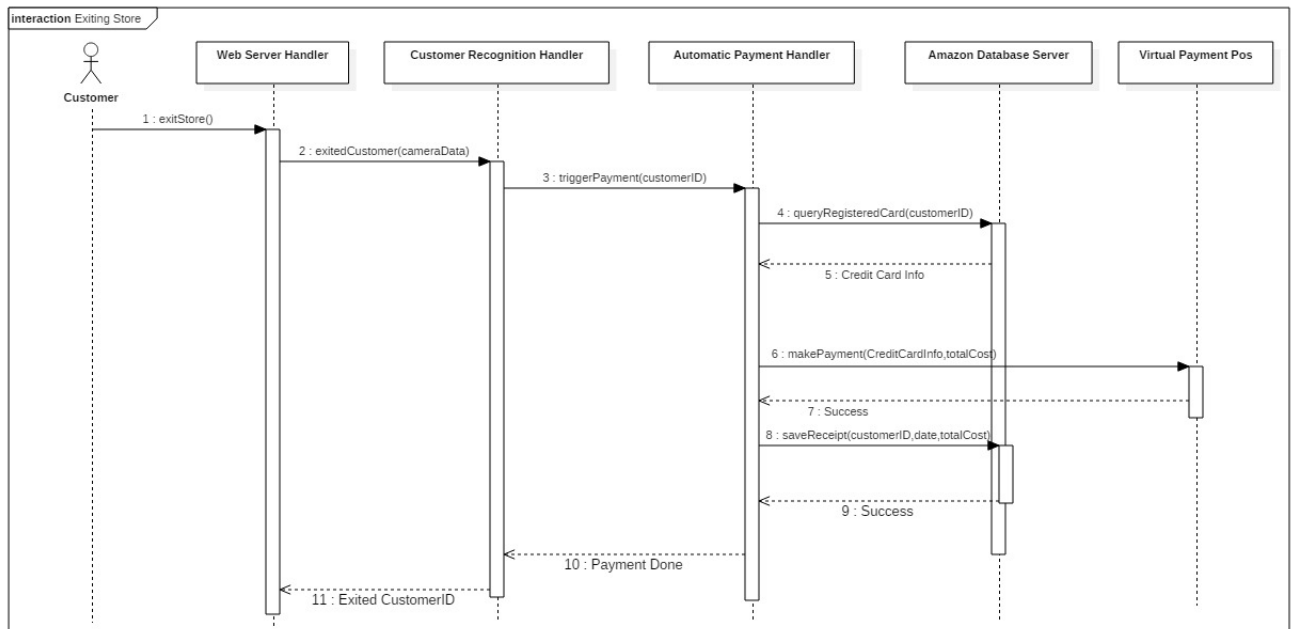 interaction Exiting Store
Customer
Web Server Handler
Customer Recognition Handler
Automatic Payment Handler
Amazon Database Server
Virtual Payment Pos
1 : exitStore()
2 : exitedCustomer(cameraData)
3 : triggerPayment(customerID)
4 : queryRegisteredCard(customerID)
5 : Credit Card Info
6 : makePayment(CreditCardInfo,totalCost)
7 : Success
8 : saveReceipt(customerID,date,totalCost)
9 : Success
10 : Payment Done
11 : Exited CustomerID